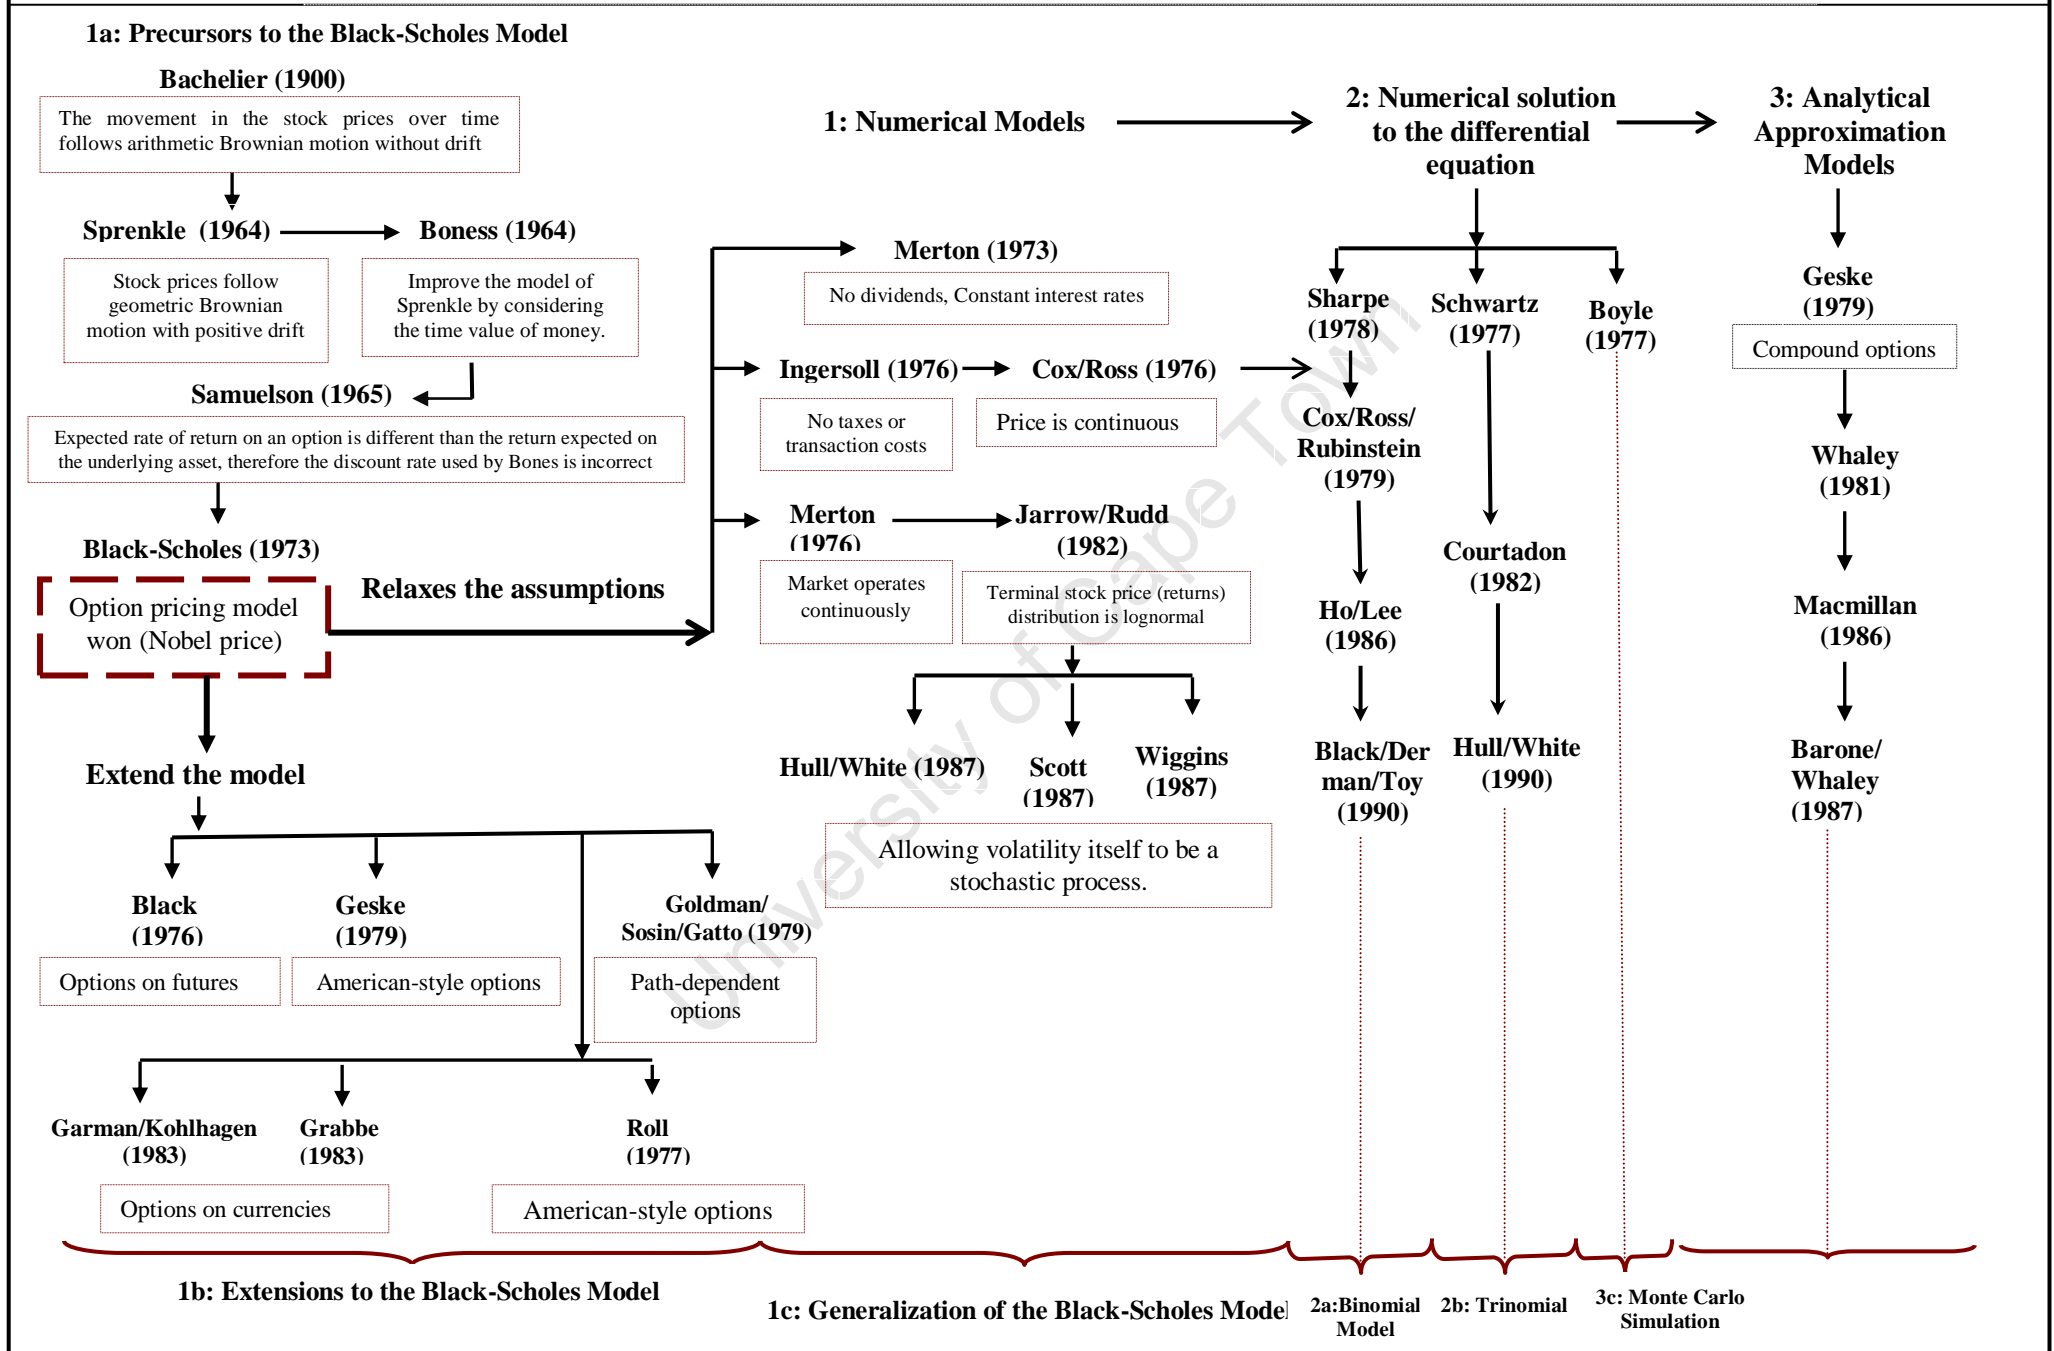 1a: Precursors to the Black-Scholes Model
Bachelier (1900)
The movement in the stock prices over time
follows arithmetic Brownian motion without drift
Sprenkle (1964)
Boness (1964)
Stock prices follow
geometric Brownian
motion with positive drift
Improve the model of
Sprenkle by considering
the time value of money.
Samuelson (1965)
Expected rate of return on an option is different than the return expected on
the underlying asset, therefore the discount rate used by Bones is incorrect
Black-Scholes (1973)
Option pricing model
won (Nobel price)
Relaxes the assumptions
Extend the model
Black
(1976)
Options on futures
Geske
(1979)
American-style options
Goldman/
Sosin/Gatto (1979)
Path-dependent
options
Garman/Kohlhagen
(1983)
Grabbe
(1983)
Options on currencies
Roll
(1977)
American-style options
1b: Extensions to the Black-Scholes Model
1: Numerical Models
Merton (1973)
No dividends, Constant interest rates
Ingersoll (1976)
No taxes or
transaction costs
Cox/Ross (1976)
Price is continuous
Merton
(1976)
Market operates
continuously
Jarrow/Rudd
(1982)
Terminal stock price (returns)
distribution is lognormal
Hull/White (1987)
Scott
(1987)
Wiggins
(1987)
Allowing volatility itself to be a
stochastic process.
1c: Generalization of the Black-Scholes Model
2: Numerical solution
to the differential
equation
Sharpe
(1978)
Cox/Ross/
Rubinstein
(1979)
Ho/Lee
(1986)
Black/Der
man/Toy
(1990)
2a:Binomial
Model
Schwartz
(1977)
Courtadon
(1982)
Hull/White
(1990)
2b: Trinomial
Boyle
(1977)
3c: Monte Carlo
Simulation
3: Analytical
Approximation
Models
Geske
(1979)
Compound options
Whaley
(1981)
Macmillan
(1986)
Barone/
Whaley
(1987)
University of Cape Town